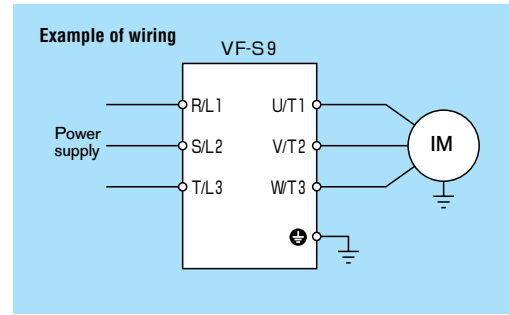 Example of wiring
VF-S9
R/L1 U/T1
Power supply
S/L2 V/T2
IM
T/L3 W/T3